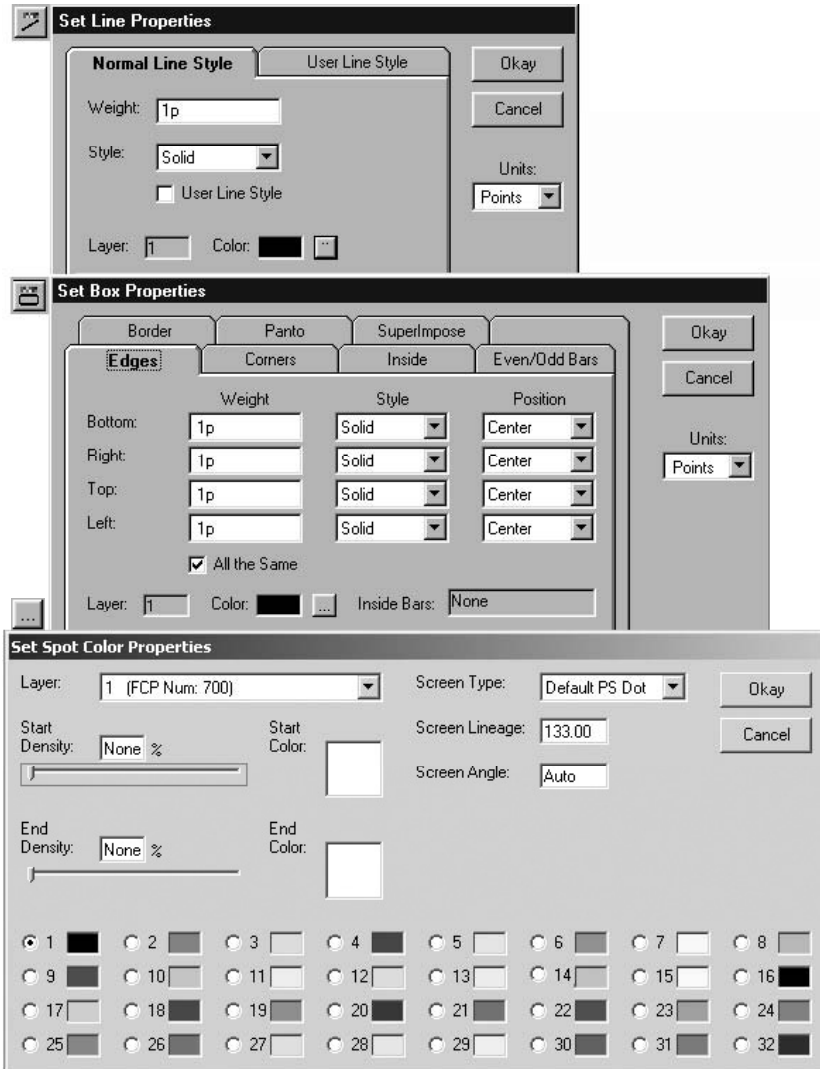 Set Line Properties
Normal Line Style
User Line Style
Okay
Weight: 1p
Cancel
Style: Solid
Units:
User Line Style
Points
Layer: 1 Color: ...
Set Box Properties
Border Panto SuperImpose
Okay
Edges Corners Inside Even/Odd Bars
Cancel
Weight Style Position
Bottom: 1p Solid Center
Units:
Right: 1p Solid Center
Points
Top: 1p Solid Center
Left: 1p Solid Center
All the Same
Layer: 1 Color: ... Inside Bars: None
...
Set Spot Color Properties
Layer: 1 (FCP Num: 700) Screen Type: Default PS Dot Okay
Start Density: None % Start Color: Screen Lineage: 133.00 Cancel
Screen Angle: Auto
End Density: None % End Color:
1 2 3 4 5 6 7 8
9 10 11 12 13 14 15 16
17 18 19 20 21 22 23 24
25 26 27 28 29 30 31 32